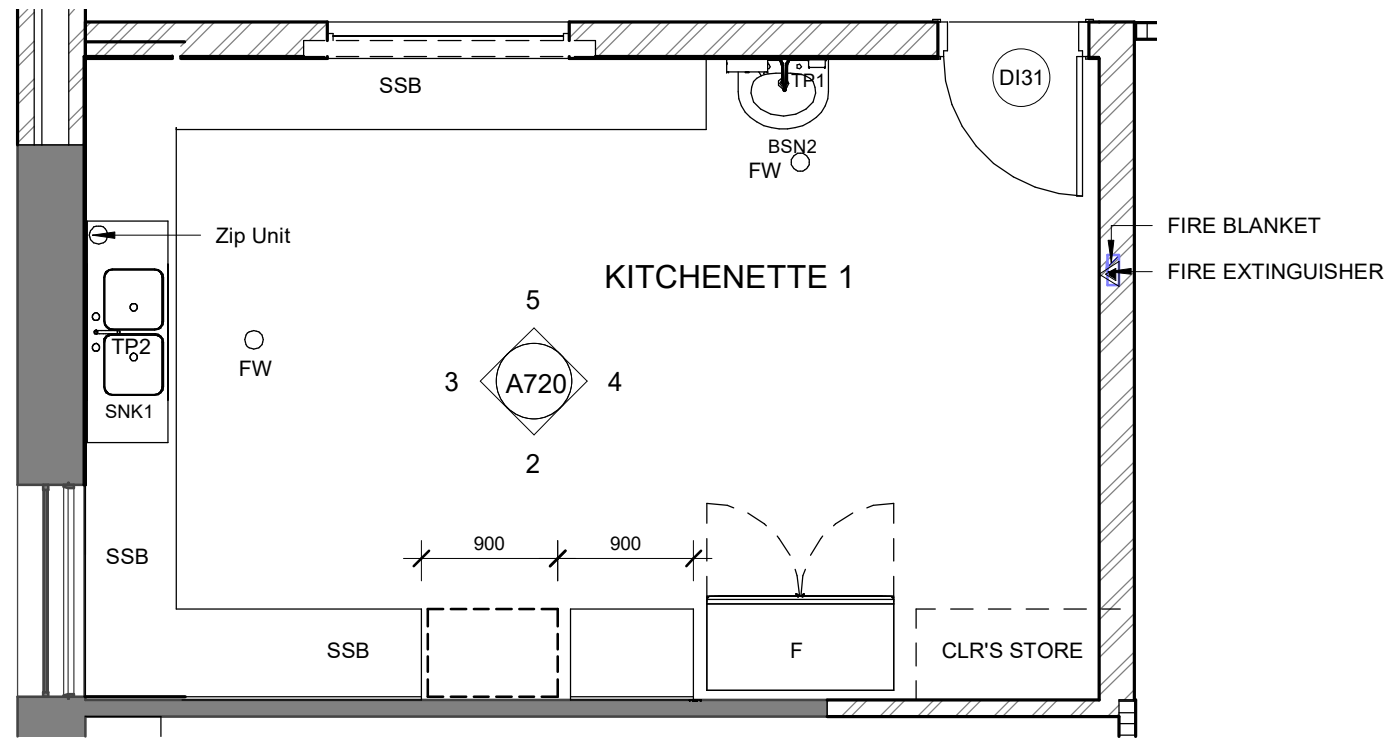 SSB
DI31
TP1
BSN2
FW
Zip Unit
FIRE BLANKET
KITCHENETTE 1
FIRE EXTINGUISHER
5
TP2
FW
3
A720
4
SNK1
2
900
900
SSB
SSB
F
CLR'S STORE